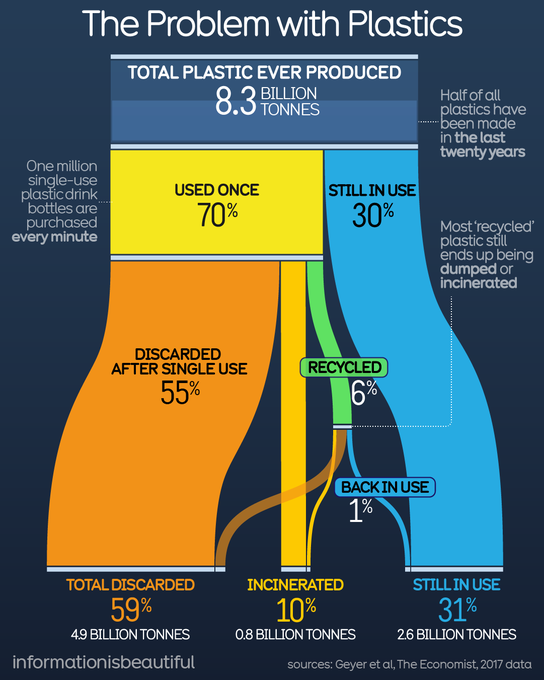 The Problem with Plastics
TOTAL PLASTIC EVER PRODUCED
8.3 BILLION
TONNES
Half of all
plastics have
been made
in the last
twenty years
One million
single-use
plastic drink
bottles are
purchased
every minute
USED ONCE
70%
STILL IN USE
30%
Most ‘recycled’
plastic still
ends up being
dumped or
incinerated
DISCARDED
AFTER SINGLE USE
55%
RECYCLED
6%
BACK IN USE
1%
TOTAL DISCARDED
59%
4.9 BILLION TONNES
INCINERATED
10%
0.8 BILLION TONNES
STILL IN USE
31%
2.6 BILLION TONNES
informationisbeautiful
sources: Geyer et al, The Economist, 2017 data